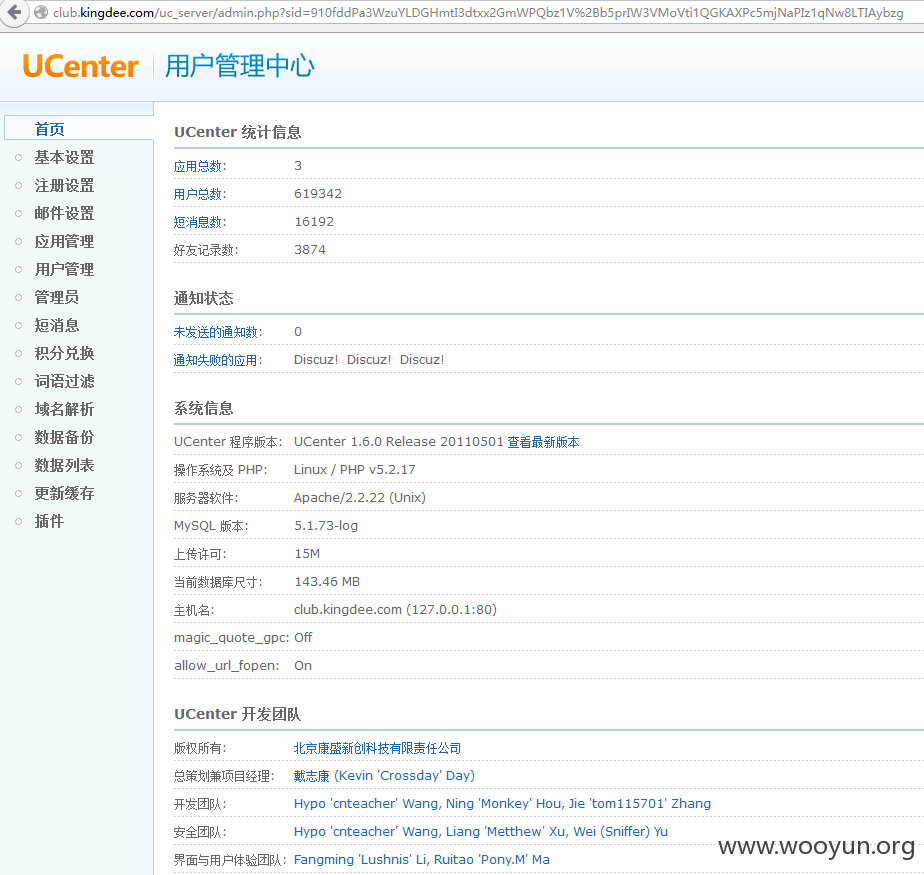 club.kingdee.com/uc_server/admin.php?sid=910fddPa3WzuYLDGHmtI3dtxx2GmWPQbz1V%2Bb5prIW3VMoVti1QGKAXPc5mjNaPIz1qNw8LTIAybzg
UCenter 用户管理中心
首页
基本设置
注册设置
邮件设置
应用管理
用户管理
管理员
短消息
积分兑换
词语过滤
域名解析
数据备份
数据列表
更新缓存
插件
UCenter 统计信息
应用总数: 3
用户总数: 619342
短消息数: 16192
好友记录数: 3874
通知状态
未发送的通知数: 0
通知失败的应用: Discuz! Discuz! Discuz!
系统信息
UCenter 程序版本: UCenter 1.6.0 Release 20110501 查看最新版本
操作系统及 PHP: Linux / PHP v5.2.17
服务器软件: Apache/2.2.22 (Unix)
MySQL 版本: 5.1.73-log
上传许可: 15M
当前数据库尺寸: 143.46 MB
主机名: club.kingdee.com (127.0.0.1:80)
magic_quote_gpc: Off
allow_url_fopen: On
UCenter 开发团队
版权所有: 北京康盛新创科技有限责任公司
总策划兼项目经理: 戴志康 (Kevin 'Crossday' Day)
开发团队: Hypo 'cnteacher' Wang, Ning 'Monkey' Hou, Jie 'tom115701' Zhang
安全团队: Hypo 'cnteacher' Wang, Liang 'Metthew' Xu, Wei (Sniffer) Yu
界面与用户体验团队: Fangming 'Lushnis' Li, Ruitao 'Pony.M' Ma
www.wooyun.org